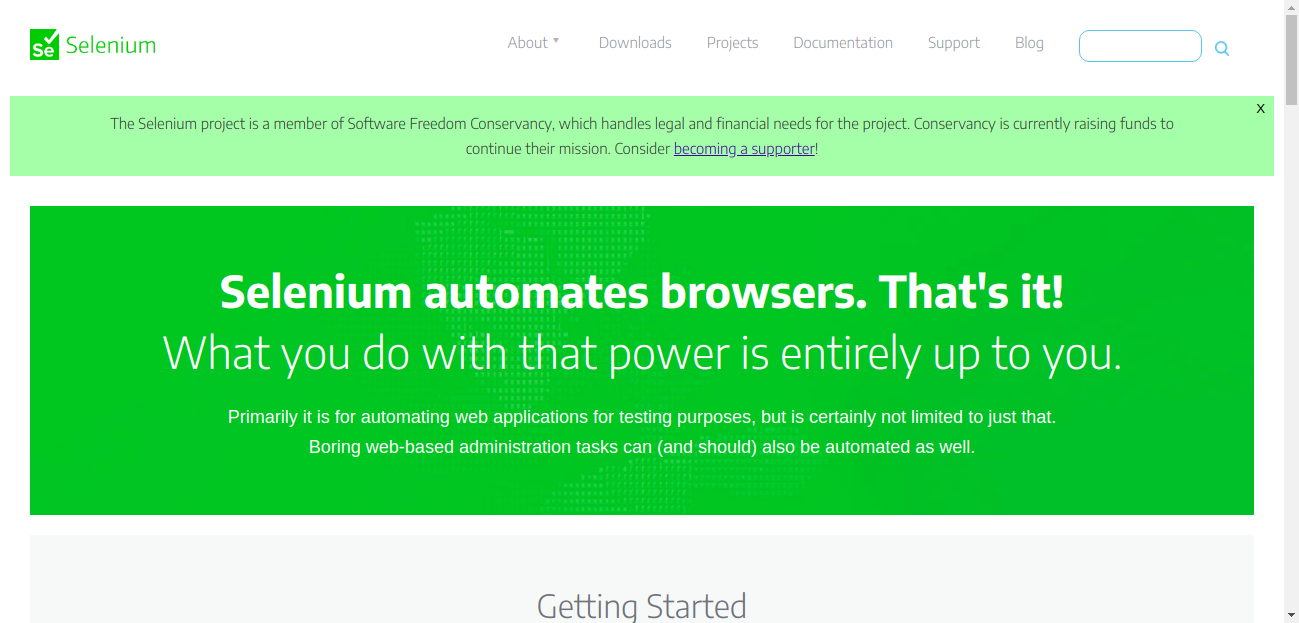 Se Selenium
About Downloads Projects Documentation Support Blog
X
The Selenium project is a member of Software Freedom Conservancy, which handles legal and financial needs for the project. Conservancy is currently raising funds to
continue their mission. Consider becoming a supporter!
Selenium automates browsers. That's it!
What you do with that power is entirely up to you.
Primarily it is for automating web applications for testing purposes, but is certainly not limited to just that.
Boring web-based administration tasks can (and should) also be automated as well.
Getting Started